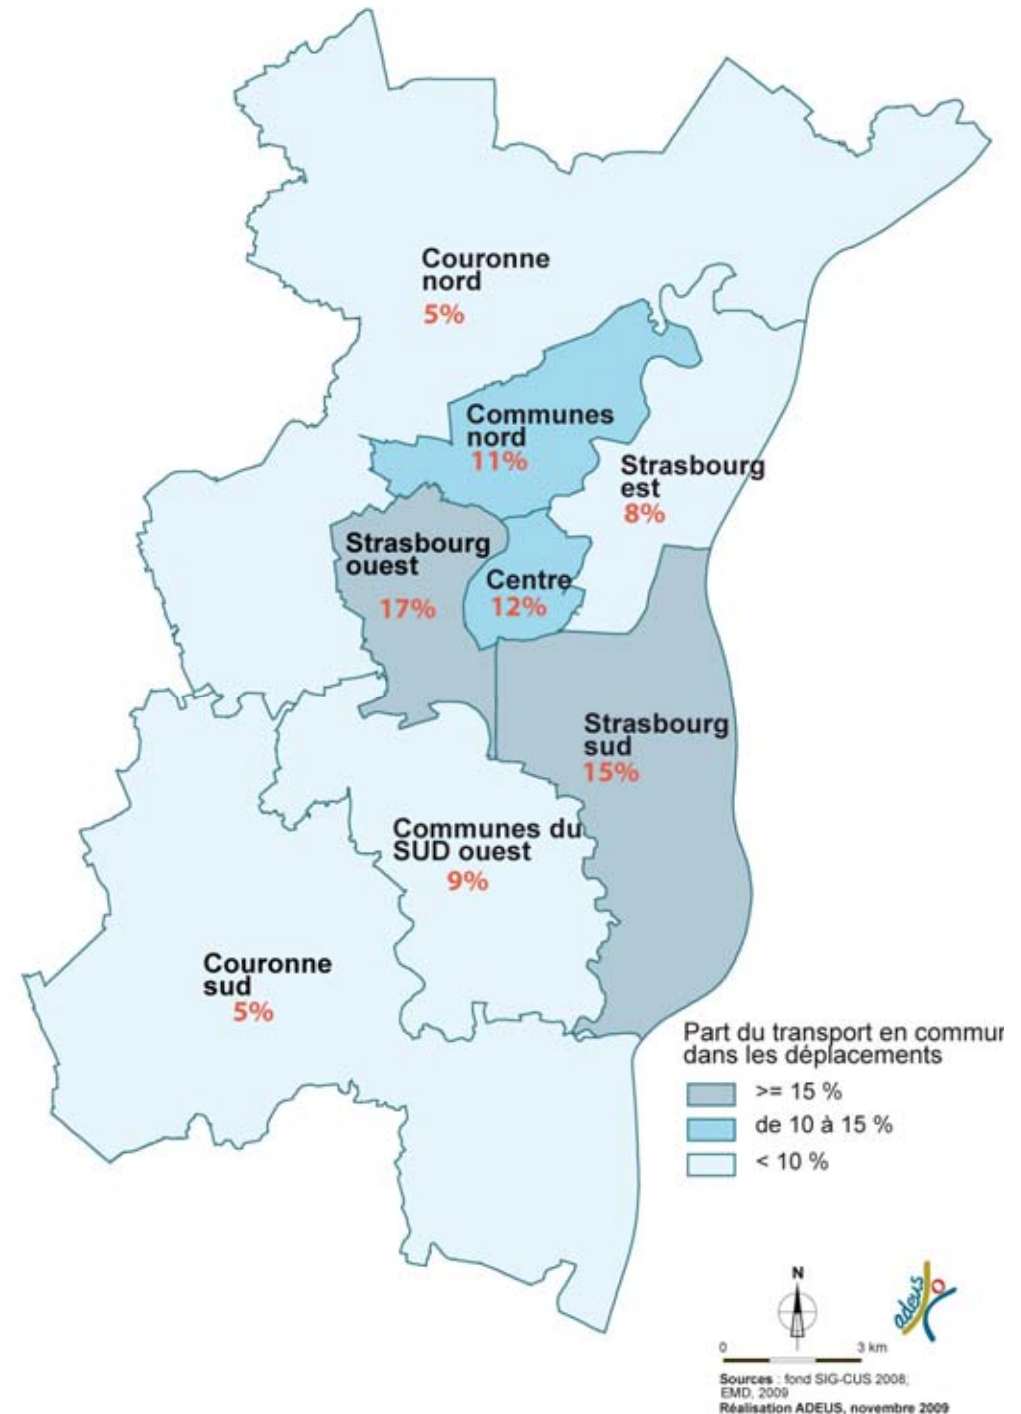 Couronne
nord
5%
Communes
nord
11%
Strasbourg
est
8%
Strasbourg
ouest
17%
Centre
12%
Strasbourg
sud
15%
Communes du
SUD ouest
9%
Couronne
sud
5%
Part du transport en commur
dans les déplacements
>= 15 %
de 10 à 15 %
< 10 %
N
adeus
0 3 km
Sources : fond SIG-CUS 2008;
EMD, 2009
Réalisation ADEUS, novembre 2009